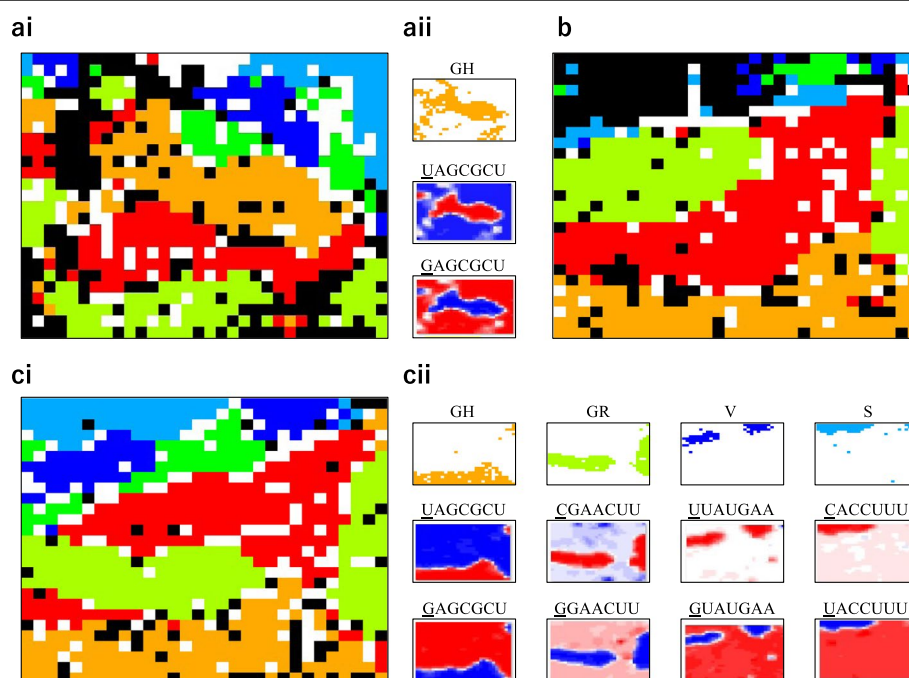 ai
aii
b
GH
UAGCGCU
GAGCGCU
ci
cii
GH
GR
V
S
UAGCGCU
CGAACUU
UUAUGAA
CACCUUU
GAGCGCU
GGAACUU
GUAUGAA
UACCUUU